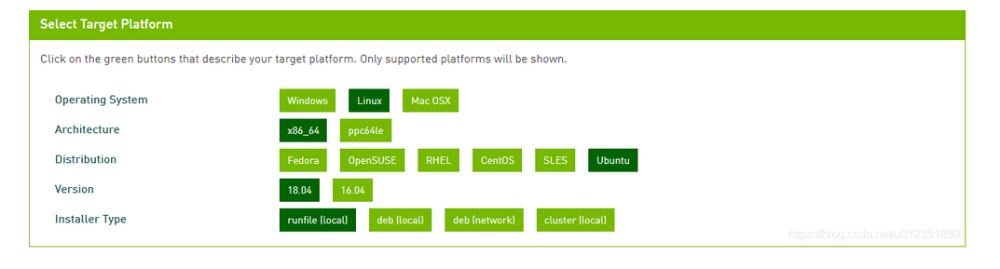 Select Target Platform
Click on the green buttons that describe your target platform. Only supported platforms will be shown.
Operating System Windows Linux Mac OSX
Architecture x86_64 ppc64le
Distribution Fedora OpenSUSE RHEL CentOS SLES Ubuntu
Version 18.04 16.04
Installer Type runfile (local) deb (local) deb (network) cluster (local)
https://blog.csdn.net/u012351850